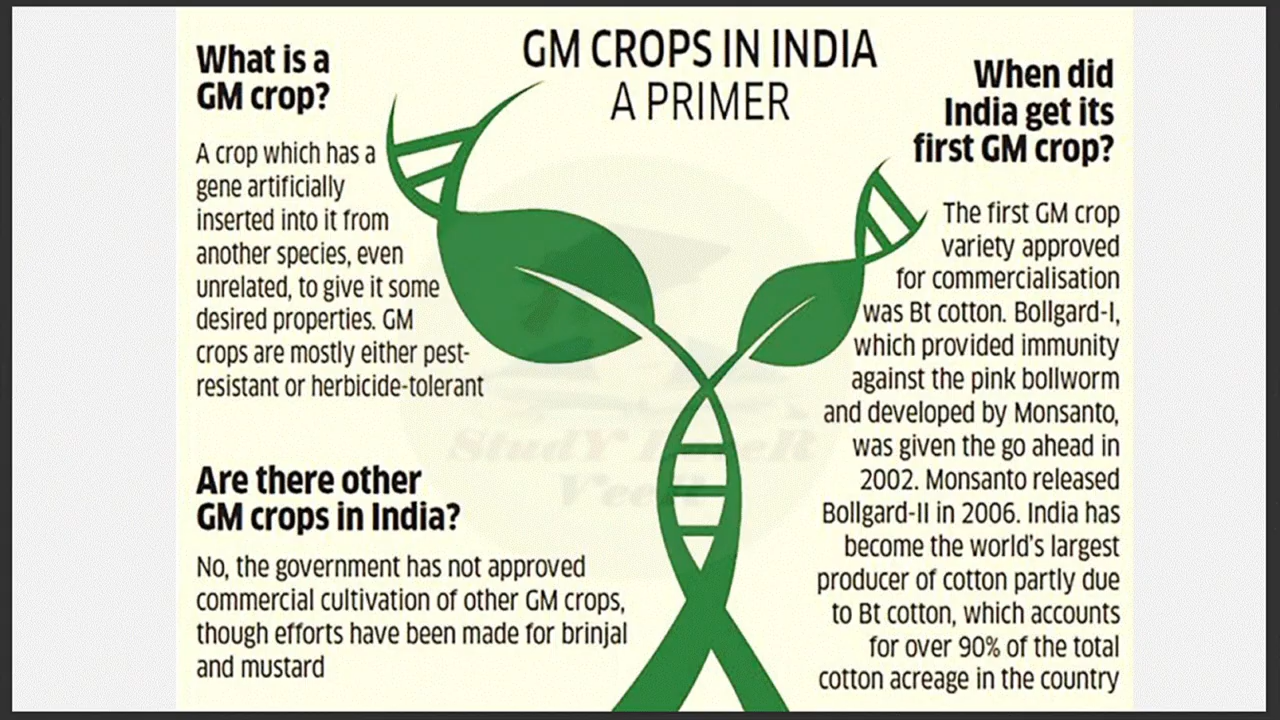 GM CROPS IN INDIA
A PRIMER
What is a
GM crop?
A crop which has a
gene artificially
inserted into it from
another species, even
unrelated, to give it some
desired properties. GM
crops are mostly either pest-
resistant or herbicide-tolerant
Are there other
GM crops in India?
No, the government has not approved
commercial cultivation of other GM crops,
though efforts have been made for brinjal
and mustard
When did
India get its
first GM crop?
The first GM crop
variety approved
for commercialisation
was Bt cotton. Bollgard-I,
which provided immunity
against the pink bollworm
and developed by Monsanto,
was given the go ahead in
2002. Monsanto released
Bollgard-II in 2006. India has
become the world's largest
producer of cotton partly due
to Bt cotton, which accounts
for over 90% of the total
cotton acreage in the country
StudY